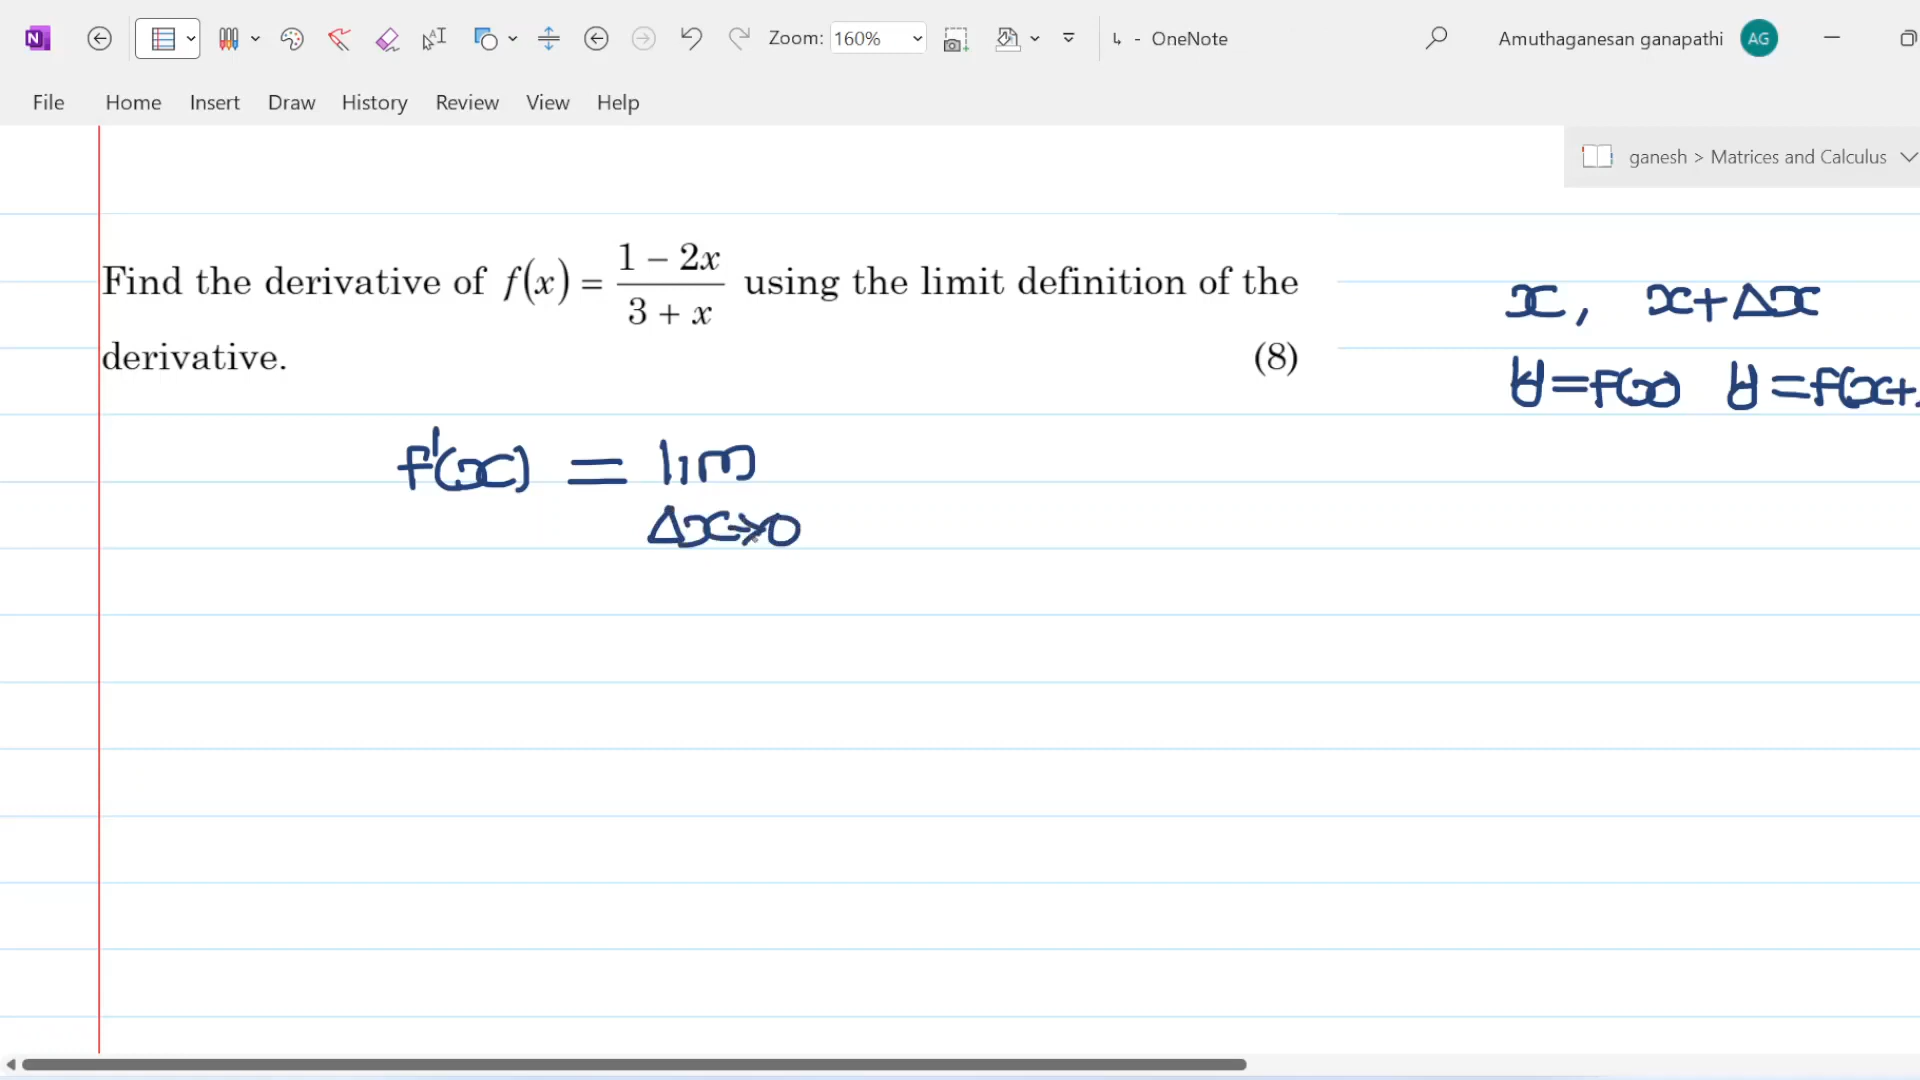 Zoom: 160% ↳ - OneNote Amuthaganesan ganapathi AG
File Home Insert Draw History Review View Help
ganesh > Matrices and Calculus
Find the derivative of f(x) = (1 − 2x)/(3 + x) using the limit definition of the
derivative. (8)
x, x+Δx
y=f(x) y=f(x+
f'(x) = lim
Δx→0